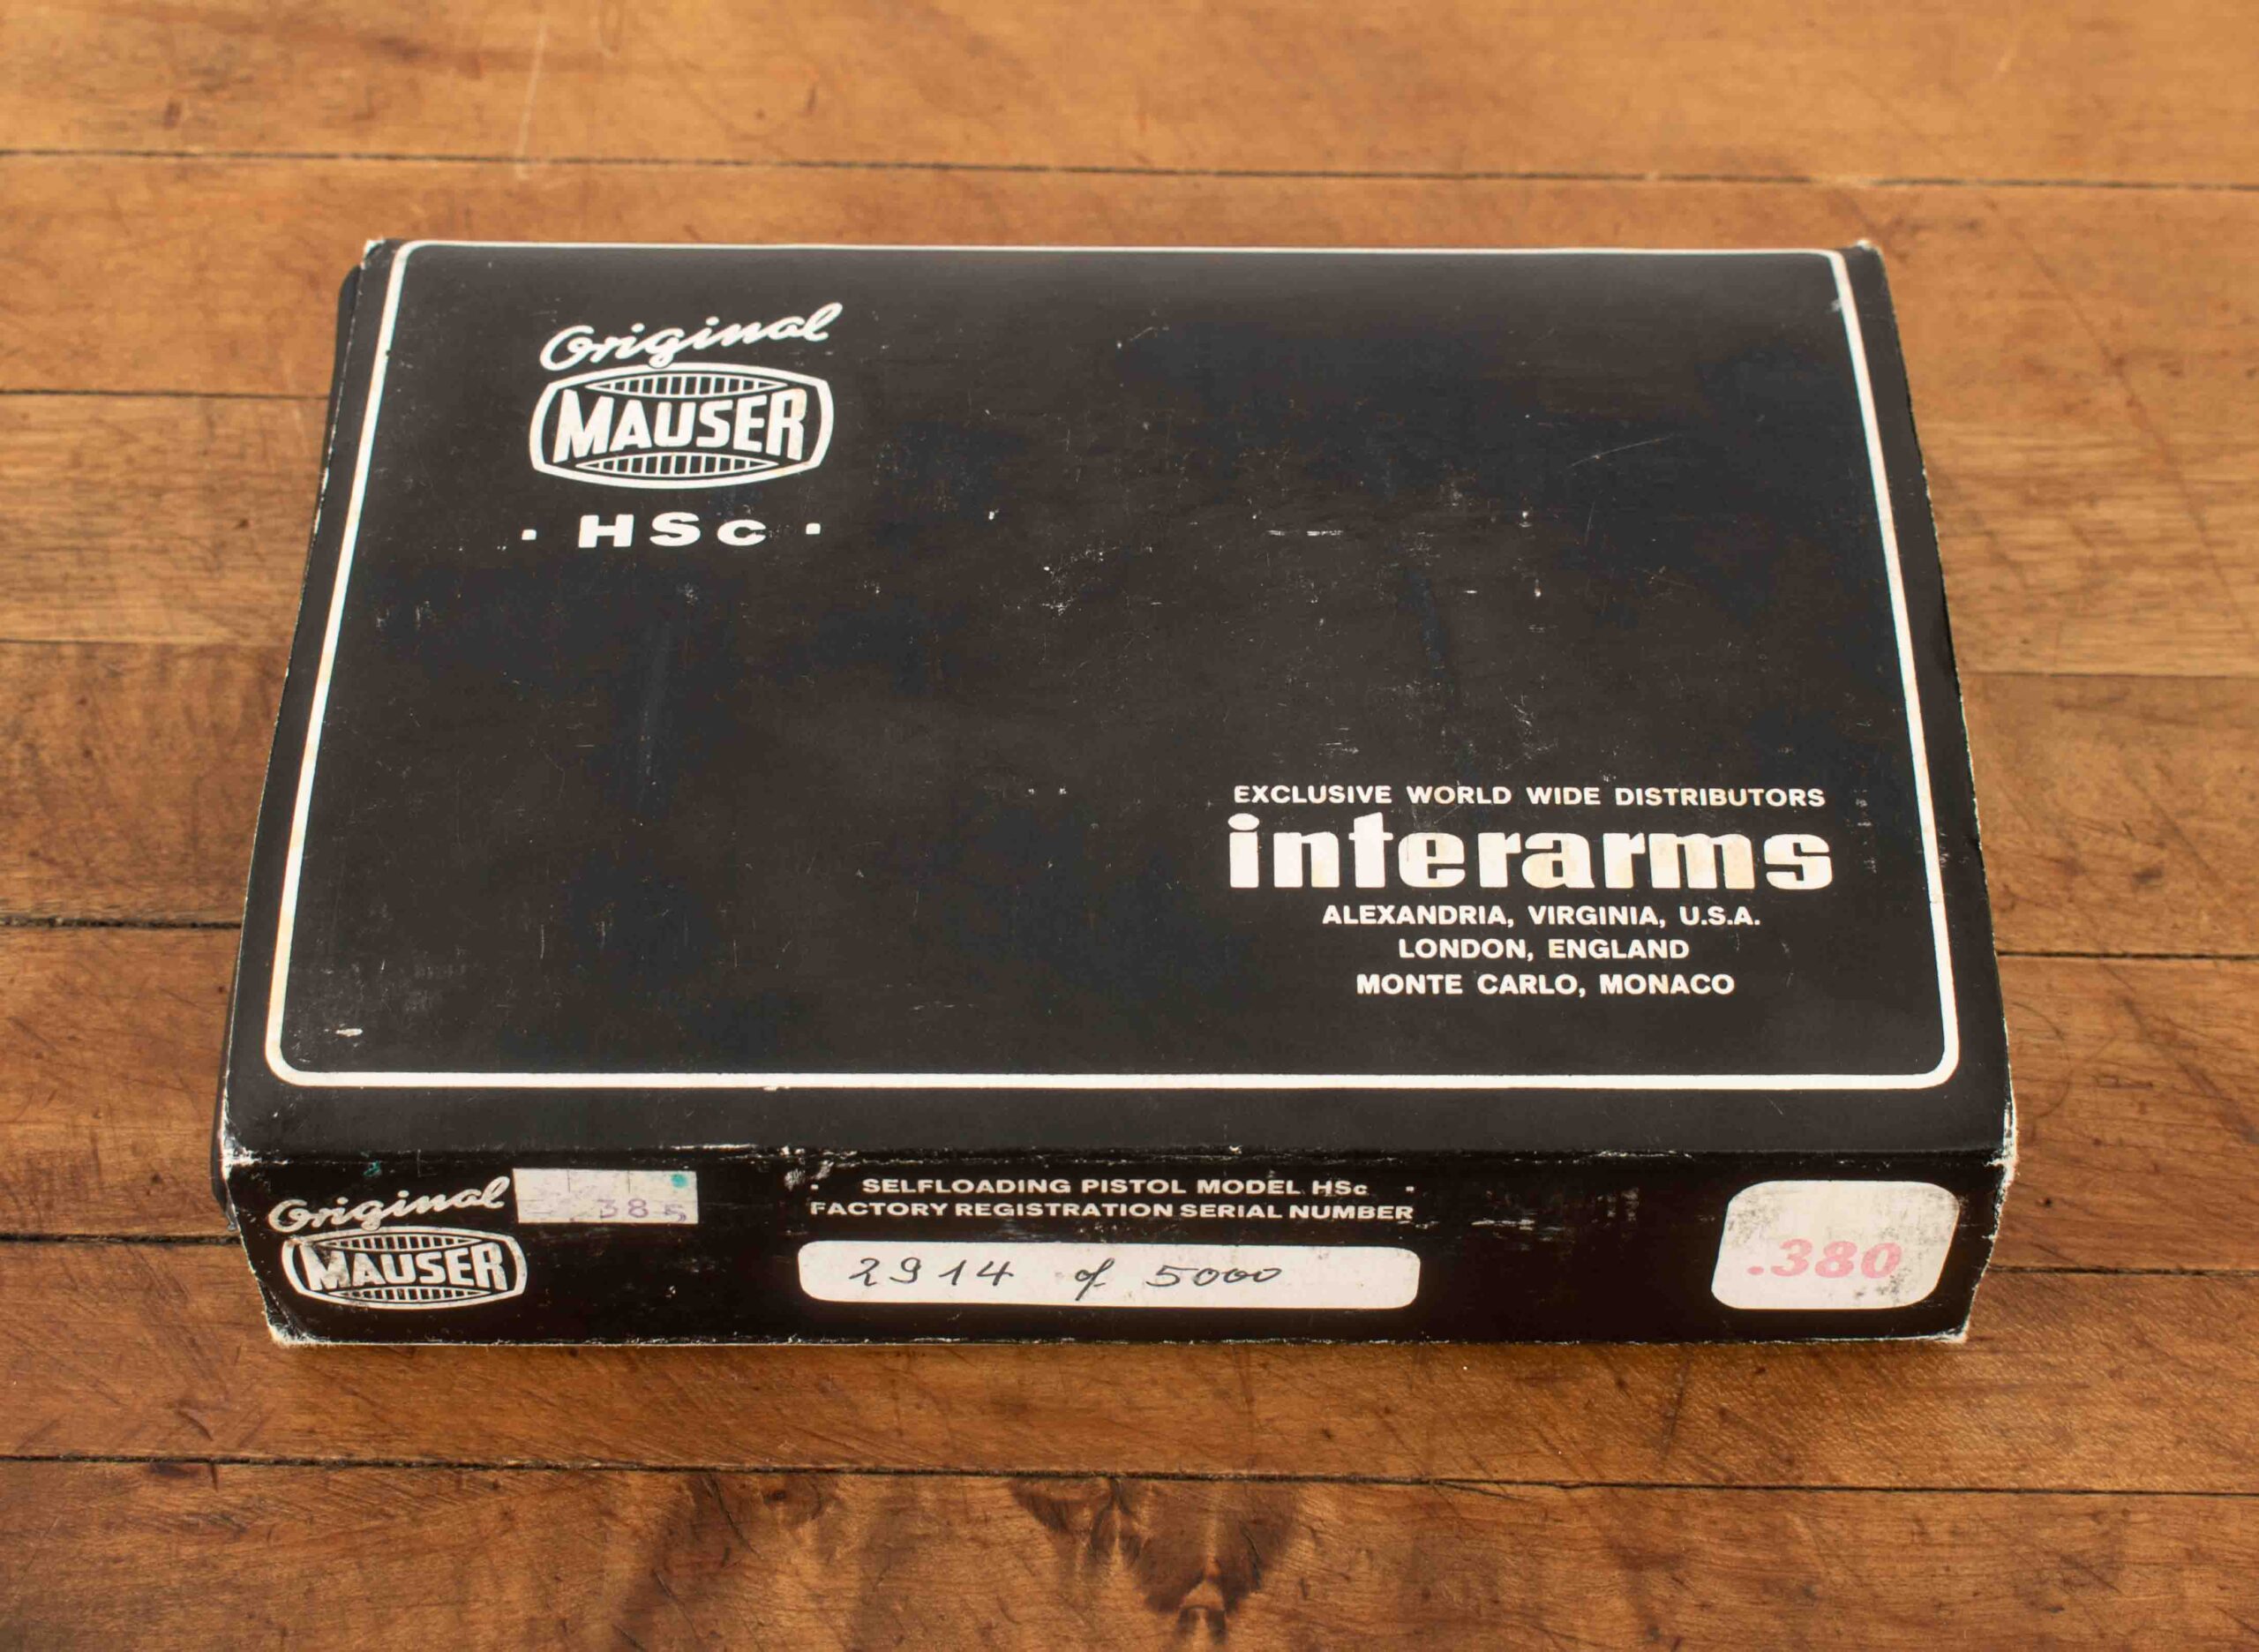 Original
MAUSER
· HSc ·
EXCLUSIVE WORLD WIDE DISTRIBUTORS
interarms
ALEXANDRIA, VIRGINIA, U.S.A.
LONDON, ENGLAND
MONTE CARLO, MONACO
Original
MAUSER
385
· SELFLOADING PISTOL MODEL HSc ·
FACTORY REGISTRATION SERIAL NUMBER
2914 of 5000
.380